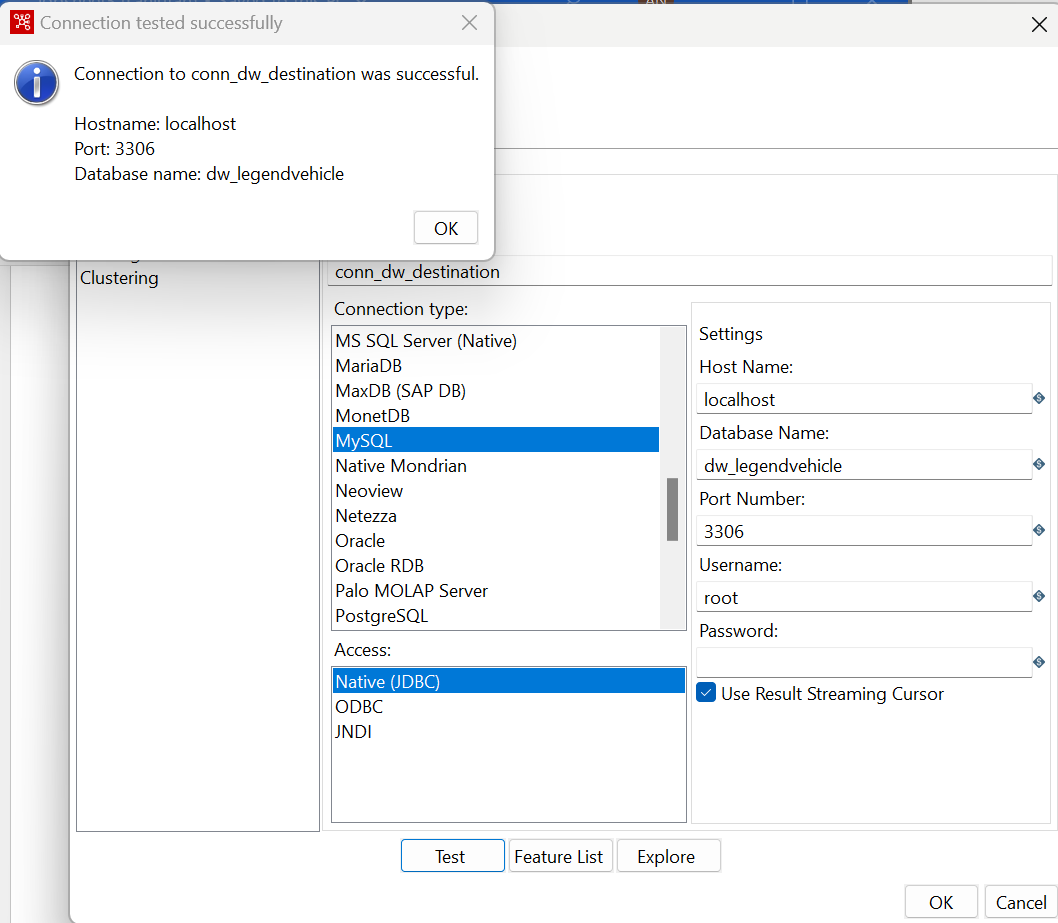 Connection tested successfully
Connection to conn_dw_destination was successful.
Hostname: localhost
Port: 3306
Database name: dw_legendvehicle
OK
Clustering
conn_dw_destination
Connection type:
MS SQL Server (Native)
MariaDB
MaxDB (SAP DB)
MonetDB
MySQL
Native Mondrian
Neoview
Netezza
Oracle
Oracle RDB
Palo MOLAP Server
PostgreSQL
Access:
Native (JDBC)
ODBC
JNDI
Settings
Host Name:
localhost
Database Name:
dw_legendvehicle
Port Number:
3306
Username:
root
Password:
Use Result Streaming Cursor
Test
Feature List
Explore
OK
Cancel